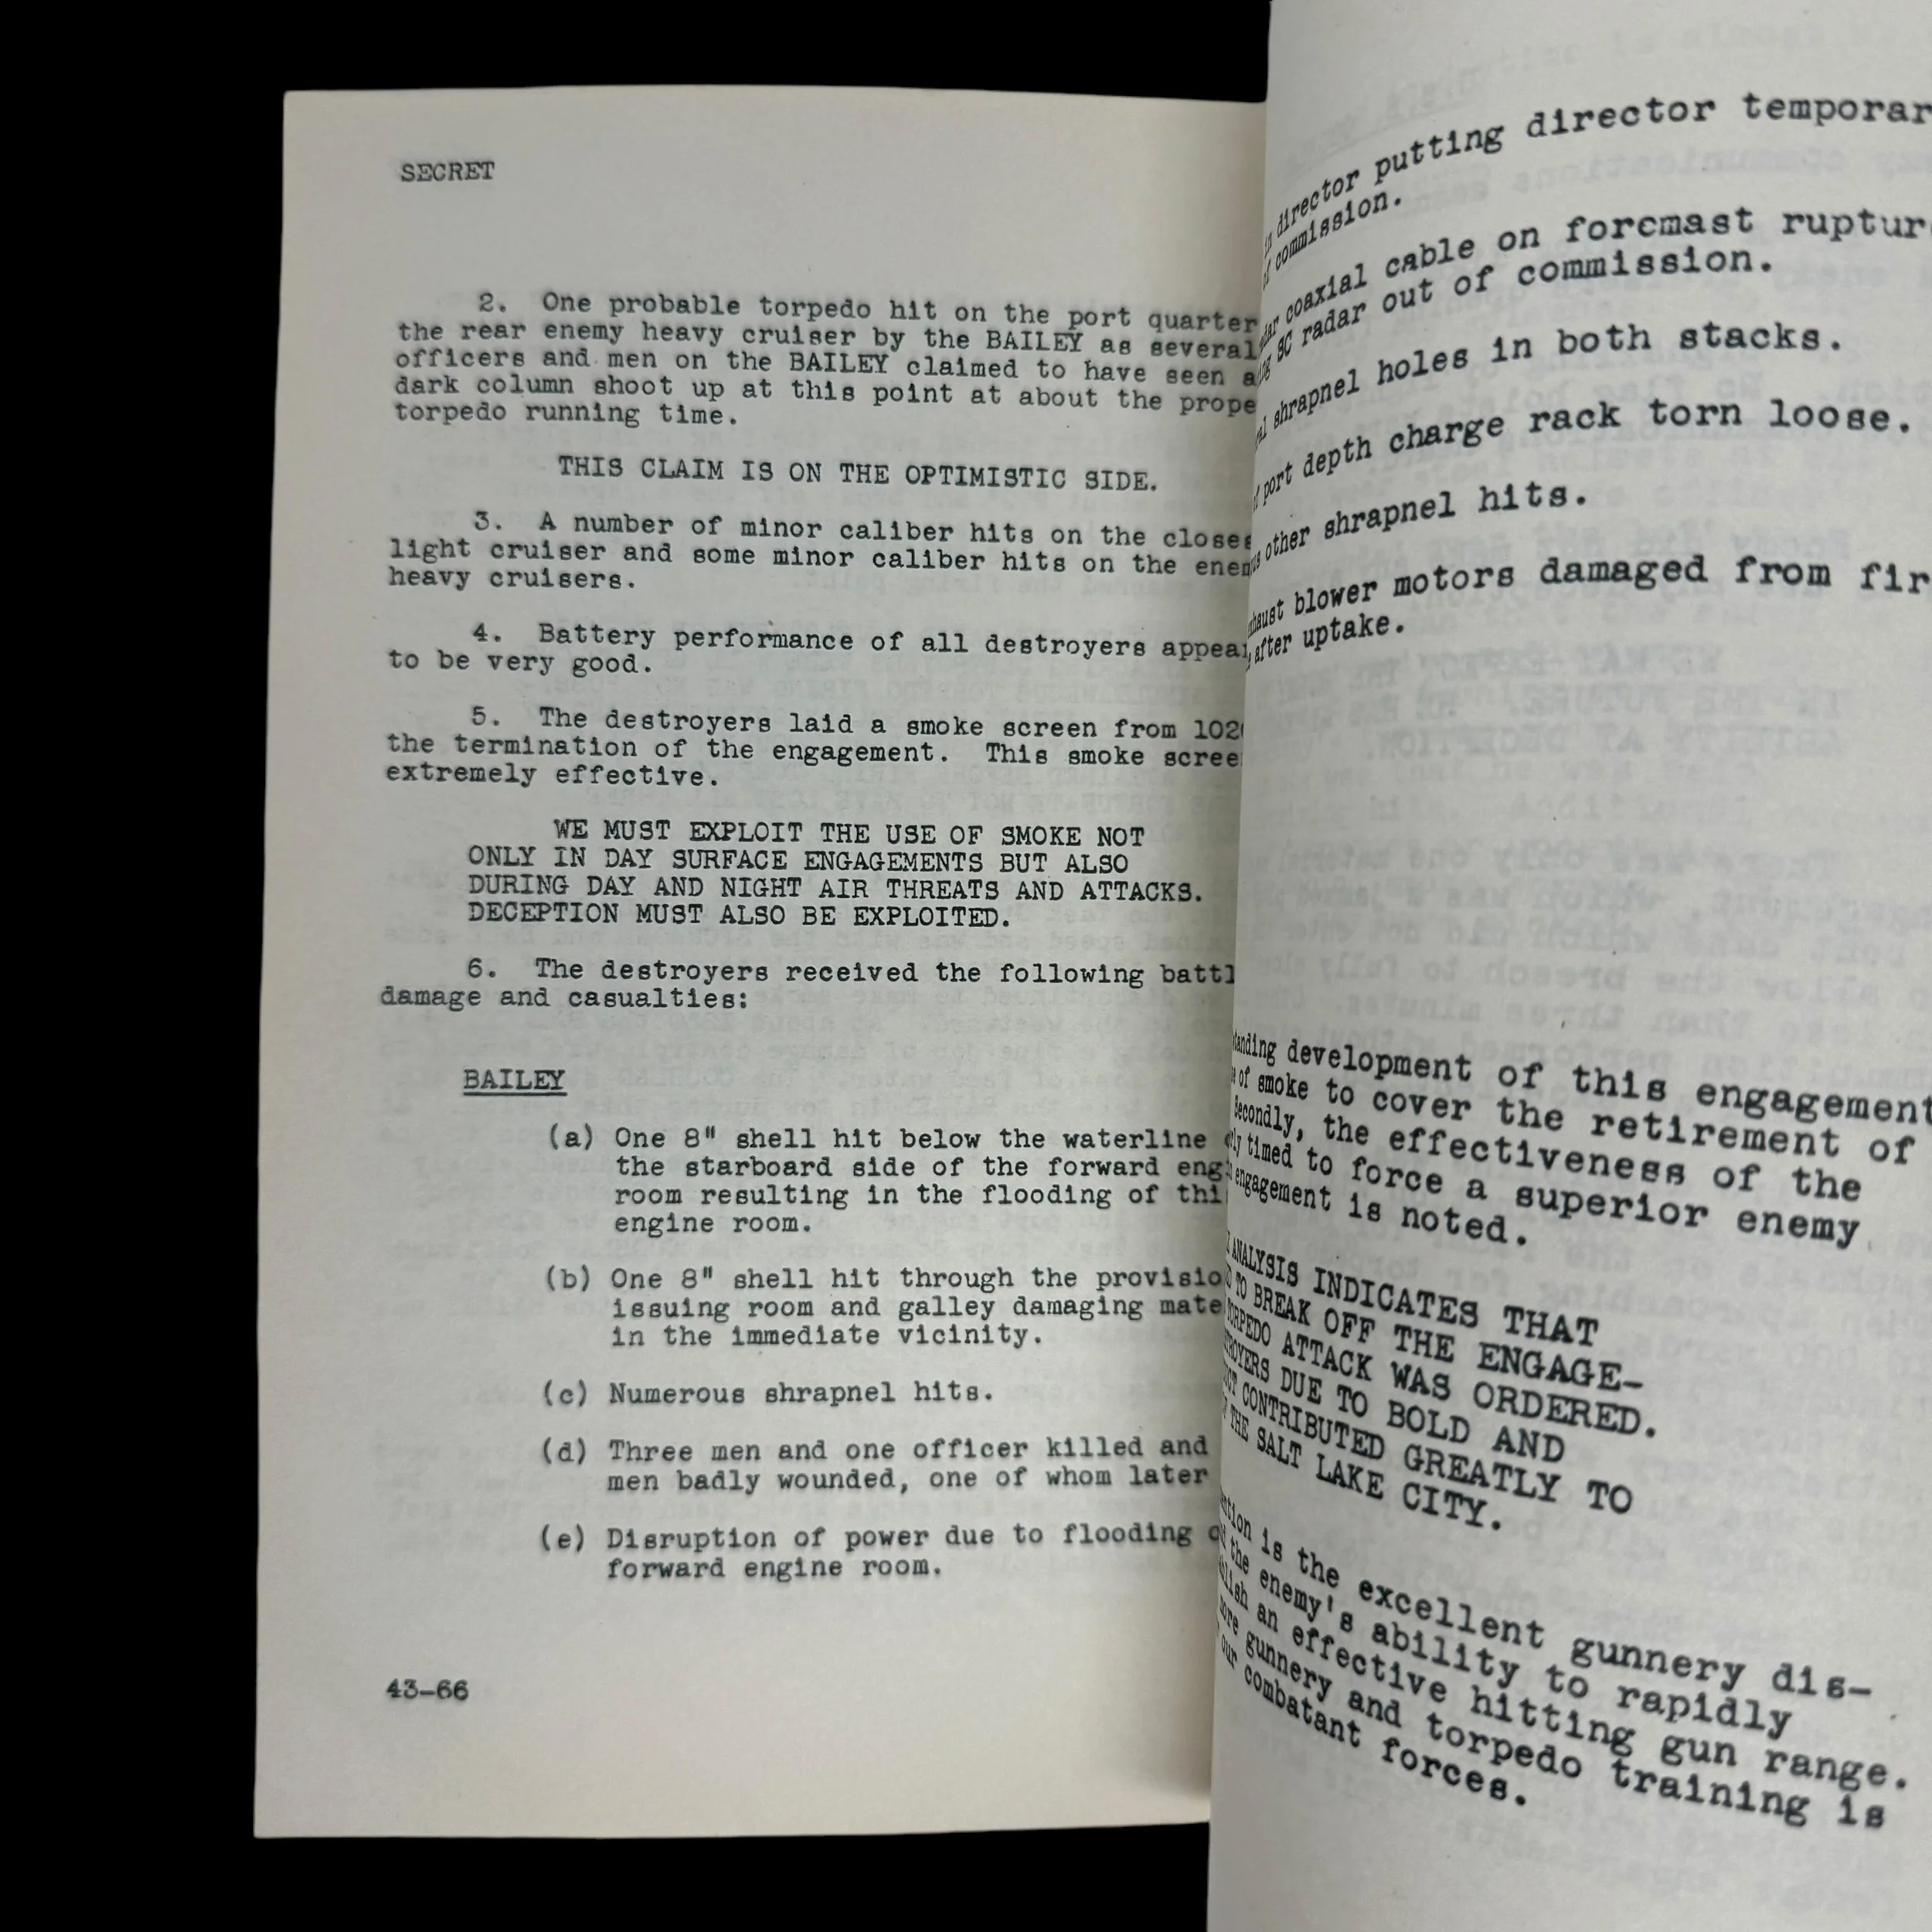 SECRET
2. One probable torpedo hit on the port quarter
the rear enemy heavy cruiser by the BAILEY as several
officers and men on the BAILEY claimed to have seen a
dark column shoot up at this point at about the prope
torpedo running time.
THIS CLAIM IS ON THE OPTIMISTIC SIDE.
3. A number of minor caliber hits on the closes
light cruiser and some minor caliber hits on the enem
heavy cruisers.
4. Battery performance of all destroyers appear
to be very good.
5. The destroyers laid a smoke screen from 102
the termination of the engagement. This smoke scree
extremely effective.
WE MUST EXPLOIT THE USE OF SMOKE NOT
ONLY IN DAY SURFACE ENGAGEMENTS BUT ALSO
DURING DAY AND NIGHT AIR THREATS AND ATTACKS.
DECEPTION MUST ALSO BE EXPLOITED.
6. The destroyers received the following battl
damage and casualties:
BAILEY
(a) One 8" shell hit below the waterline
the starboard side of the forward eng
room resulting in the flooding of thi
engine room.
(b) One 8" shell hit through the provisio
issuing room and galley damaging mate
in the immediate vicinity.
(c) Numerous shrapnel hits.
(d) Three men and one officer killed and
men badly wounded, one of whom later
(e) Disruption of power due to flooding o
forward engine room.
43-66
director putting director temporar
commission.
coaxial cable on foremast ruptur
SC radar out of commission.
shrapnel holes in both stacks.
port depth charge rack torn loose.
other shrapnel hits.
blower motors damaged from fir
after uptake.
development of this engagement
of smoke to cover the retirement of
Secondly, the effectiveness of the
timed to force a superior enemy
engagement is noted.
ANALYSIS INDICATES THAT
TO BREAK OFF THE ENGAGE-
TORPEDO ATTACK WAS ORDERED.
DUE TO BOLD AND
CONTRIBUTED GREATLY TO
THE SALT LAKE CITY.
is the excellent gunnery dis-
the enemy's ability to rapidly
an effective hitting gun range.
gunnery and torpedo training is
our combatant forces.